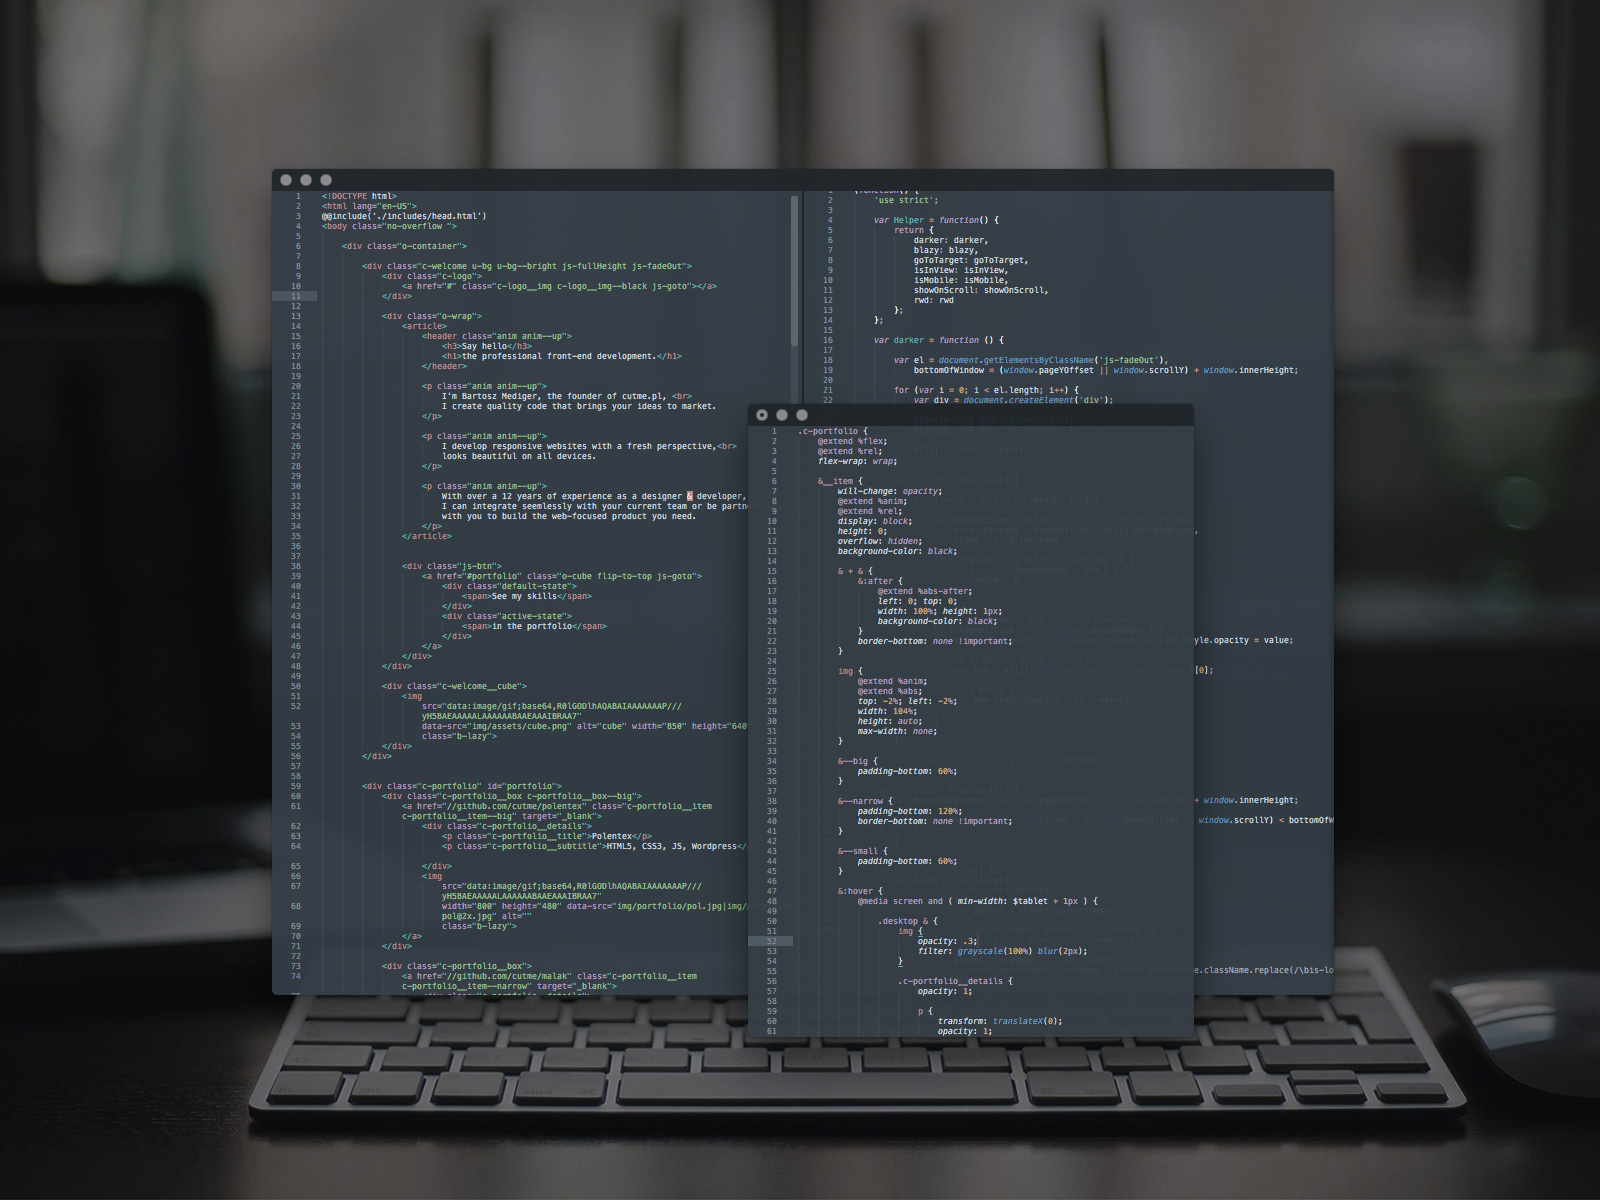 1 <!DOCTYPE html>
2 <html lang="en-US">
3 @@include('./includes/head.html')
4 <body class="no-overflow ">
5
6 <div class="o-container">
7
8 <div class="c-welcome u-bg u-bg--bright js-fullHeight js-fadeOut">
9 <div class="c-logo">
10 <a href="#" class="c-logo__img c-logo__img--black js-goto"></a>
11 </div>
12
13 <div class="o-wrap">
14 <article>
15 <header class="anim anim--up">
16 <h3>Say hello</h3>
17 <h1>the professional front-end development.</h1>
18 </header>
19
20 <p class="anim anim--up">
21 I'm Bartosz Mediger, the founder of cutme.pl, <br>
22 I create quality code that brings your ideas to market.
23 </p>
24
25 <p class="anim anim--up">
26 I develop responsive websites with a fresh perspective,<br>
27 looks beautiful on all devices.
28 </p>
29
30 <p class="anim anim--up">
31 With over a 12 years of experience as a designer & developer,
32 I can integrate seemlessly with your current team or be partn
33 with you to build the web-focused product you need.
34 </p>
35 </article>
36
37
38 <div class="js-btn">
39 <a href="#portfolio" class="o-cube flip-to-top js-goto">
40 <div class="default-state">
41 <span>See my skills</span>
42 </div>
43 <div class="active-state">
44 <span>in the portfolio</span>
45 </div>
46 </a>
47 </div>
48 </div>
49
50 <div class="c-welcome__cube">
51 <img
52 src="data:image/gif;base64,R0lGODlhAQABAIAAAAAAAP///
yH5BAEAAAAALAAAAAABAAEAAAIBRAA7"
53 data-src="img/assets/cube.png" alt="cube" width="850" height="640"
54 class="b-lazy">
55 </div>
56 </div>
57
58
59 <div class="c-portfolio" id="portfolio">
60 <div class="c-portfolio__box c-portfolio__box--big">
61 <a href="//github.com/cutme/polentex" class="c-portfolio__item
c-portfolio__item--big" target="_blank">
62 <div class="c-portfolio__details">
63 <p class="c-portfolio__title">Polentex</p>
64 <p class="c-portfolio__subtitle">HTML5, CSS3, JS, Wordpress</
65 </div>
66 <img
67 src="data:image/gif;base64,R0lGODlhAQABAIAAAAAAAP///
yH5BAEAAAAALAAAAAABAAEAAAIBRAA7"
68 width="800" height="480" data-src="img/portfolio/pol.jpg|img/
pol@2x.jpg" alt=""
69 class="b-lazy">
70 </a>
71 </div>
72
73 <div class="c-portfolio__box">
74 <a href="//github.com/cutme/malak" class="c-portfolio__item
c-portfolio__item--narrow" target="_blank">
2 'use strict';
3
4 var Helper = function() {
5 return {
6 darker: darker,
7 blazy: blazy,
8 goToTarget: goToTarget,
9 isInView: isInView,
10 isMobile: isMobile,
11 showOnScroll: showOnScroll,
12 rwd: rwd
13 };
14 };
15
16 var darker = function () {
17
18 var el = document.getElementsByClassName('js-fadeOut'),
19 bottomOfWindow = (window.pageYOffset || window.scrollY) + window.innerHeight;
20
21 for (var i = 0; i < el.length; i++) {
22 var div = document.createElement('div');
yle.opacity = value;
[0];
+ window.innerHeight;
window.scrollY) < bottomOfW
e.className.replace(/\bis-lo
1 .c-portfolio {
2 @extend %flex;
3 @extend %rel;
4 flex-wrap: wrap;
5
6 &__item {
7 will-change: opacity;
8 @extend %anim;
9 @extend %rel;
10 display: block;
11 height: 0;
12 overflow: hidden;
13 background-color: black;
14
15 & + & {
16 &:after {
17 @extend %abs-after;
18 left: 0; top: 0;
19 width: 100%; height: 1px;
20 background-color: black;
21 }
22 border-bottom: none !important;
23 }
24
25 img {
26 @extend %anim;
27 @extend %abs;
28 top: -2%; left: -2%;
29 width: 104%;
30 height: auto;
31 max-width: none;
32 }
33
34 &--big {
35 padding-bottom: 60%;
36 }
37
38 &--narrow {
39 padding-bottom: 120%;
40 border-bottom: none !important;
41 }
42
43 &--small {
44 padding-bottom: 60%;
45 }
46
47 &:hover {
48 @media screen and ( min-width: $tablet + 1px ) {
49
50 .desktop & {
51 img {
52 opacity: .3;
53 filter: grayscale(100%) blur(2px);
54 }
55
56 .c-portfolio__details {
57 opacity: 1;
58
59 p {
60 transform: translateX(0);
61 opacity: 1;